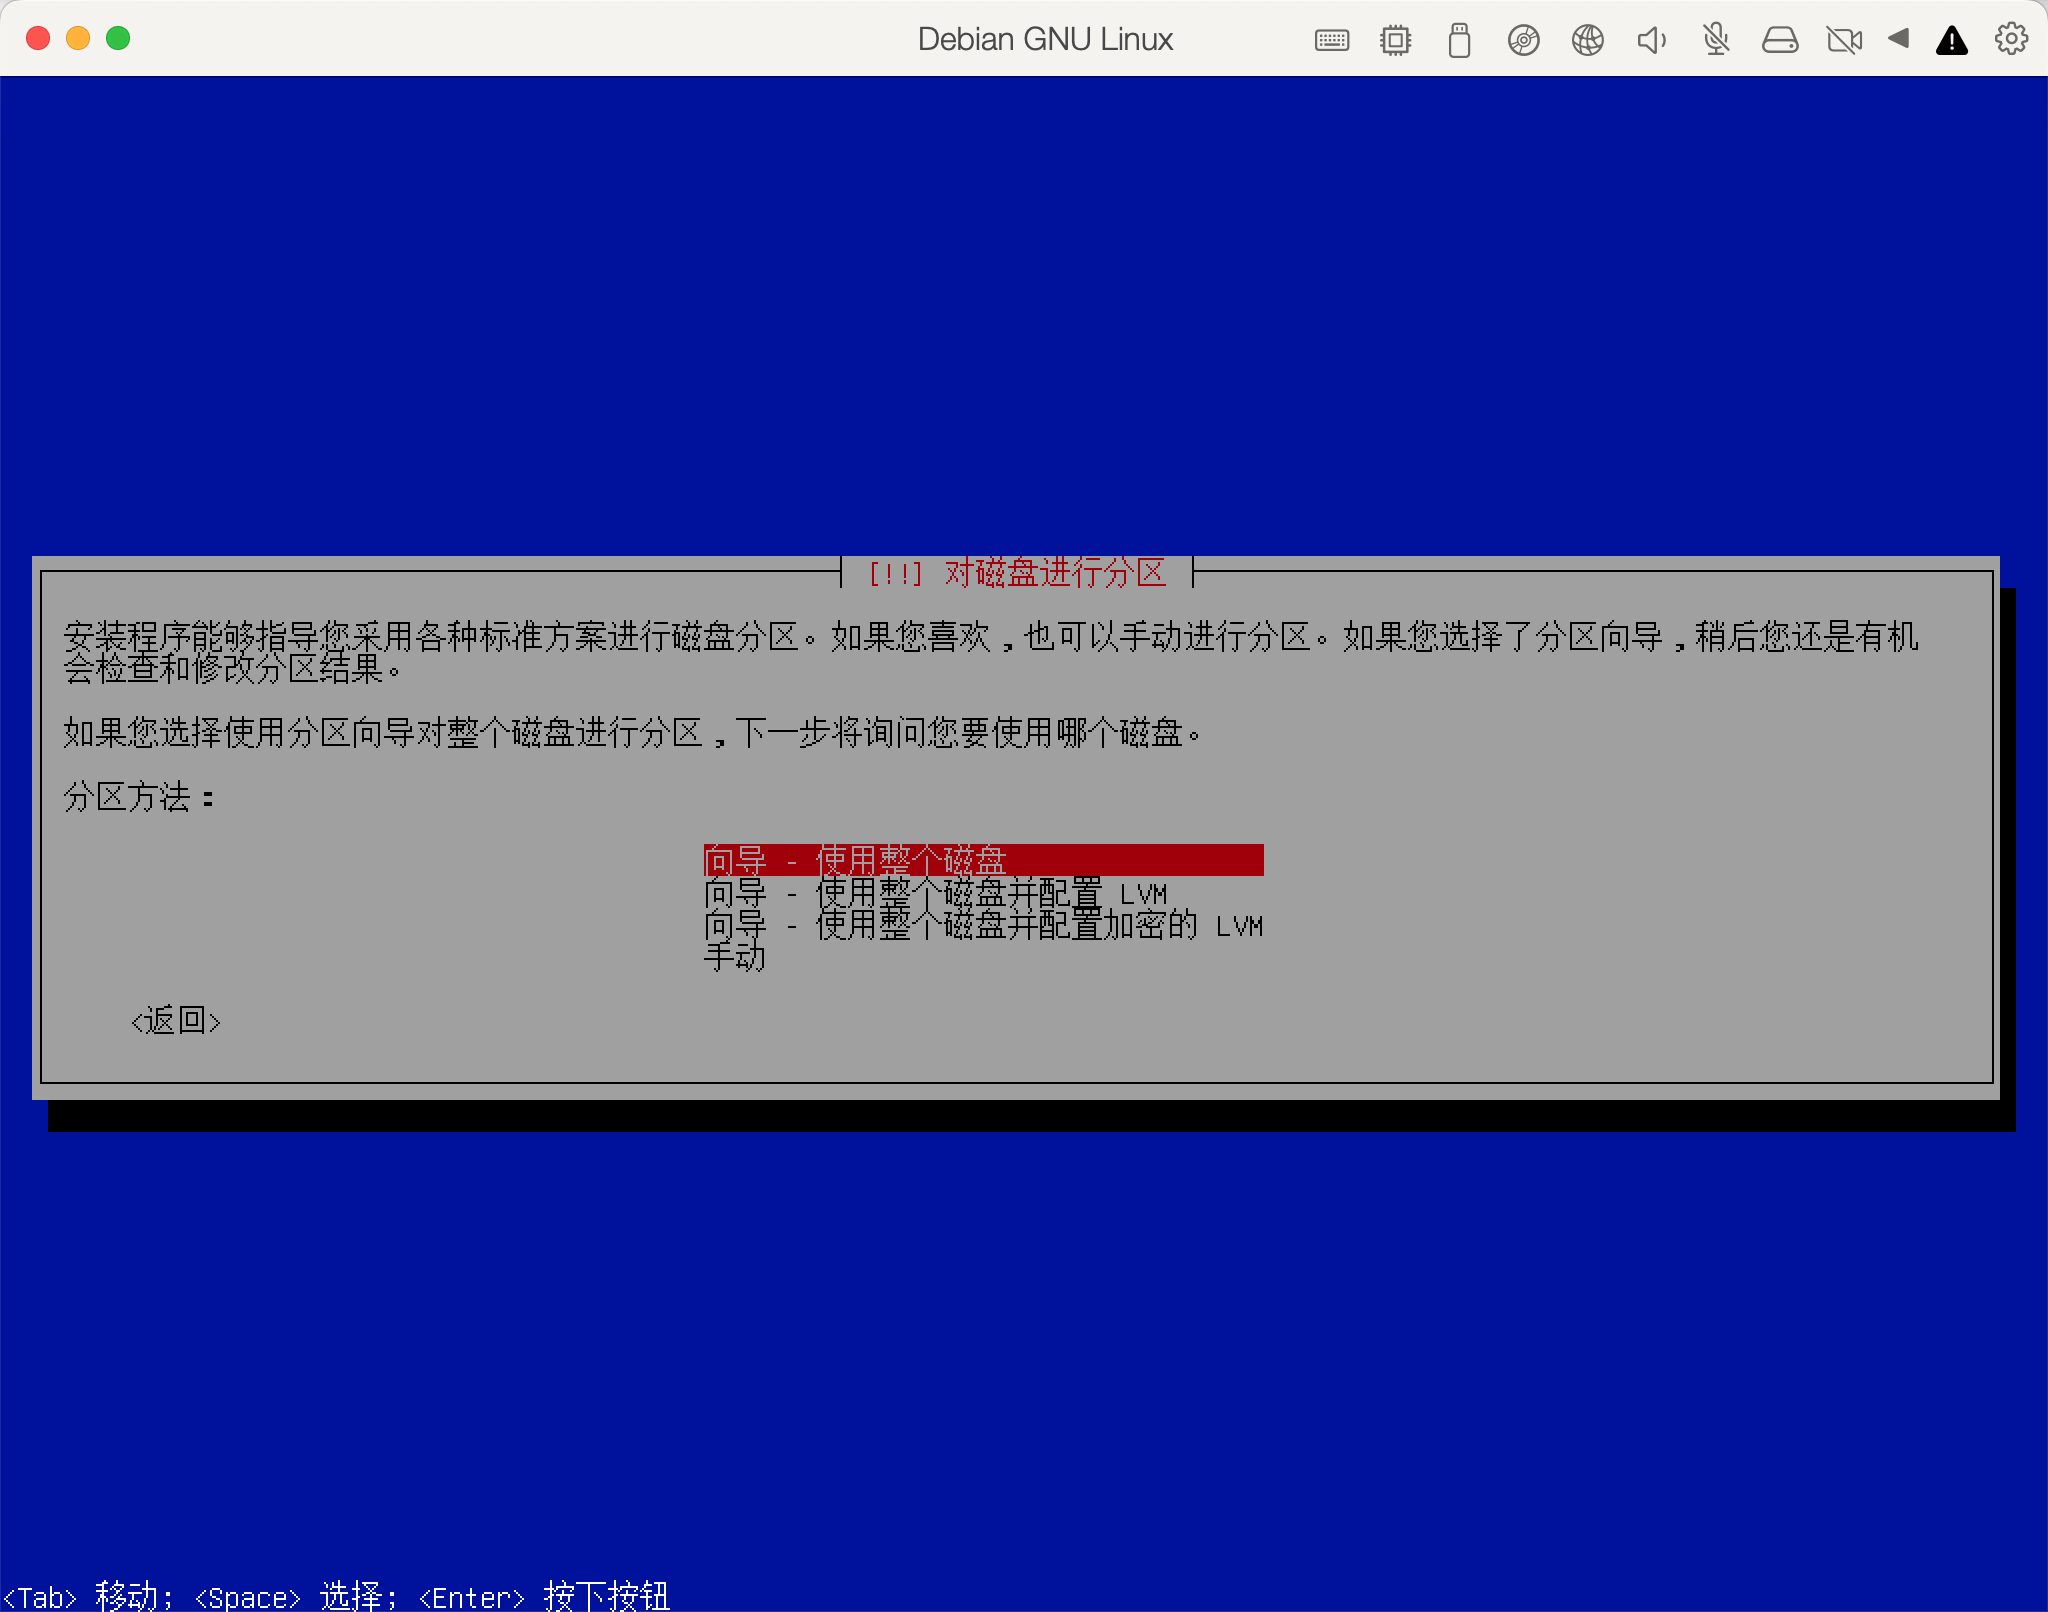 Debian GNU Linux
[!!] 对磁盘进行分区
安装程序能够指导您采用各种标准方案进行磁盘分区。如果您喜欢，也可以手动进行分区。如果您选择了分区向导，稍后您还是有机
会检查和修改分区结果。
如果您选择使用分区向导对整个磁盘进行分区，下一步将询问您要使用哪个磁盘。
分区方法：
向导 - 使用整个磁盘
向导 - 使用整个磁盘并配置 LVM
向导 - 使用整个磁盘并配置加密的 LVM
手动
<返回>
<Tab> 移动; <Space> 选择; <Enter> 按下按钮